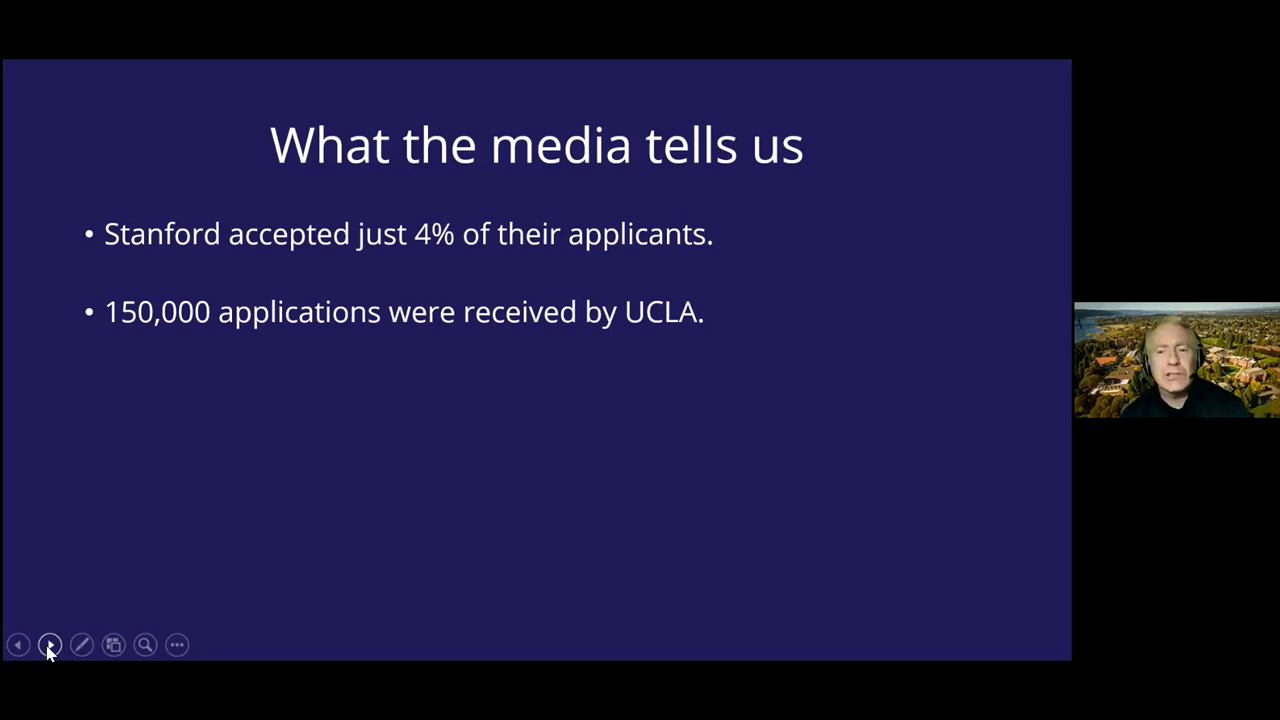 What the media tells us
• Stanford accepted just 4% of their applicants.
• 150,000 applications were received by UCLA.